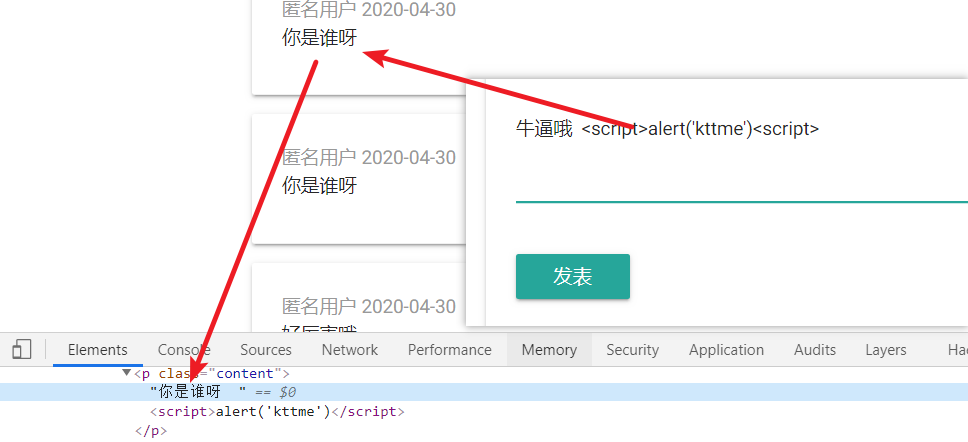 匿名用户 2020-04-30
你是谁呀
牛逼哦 <script>alert('kttme')<script>
匿名用户 2020-04-30
你是谁呀
发表
匿名用户 2020-04-30
好厉害哦
Elements Console Sources Network Performance Memory Security Application Audits Layers Hac
<p class="content">
"你是谁呀 " == $0
<script>alert('kttme')</script>
</p>